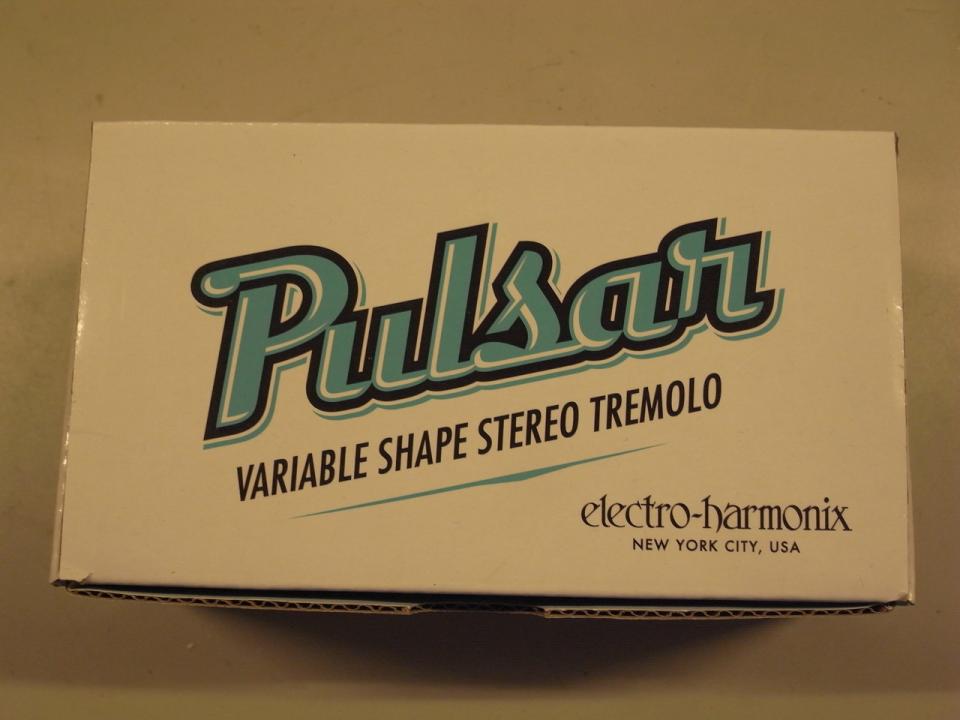 Pulsar
VARIABLE SHAPE STEREO TREMOLO
electro-harmonix
NEW YORK CITY, USA